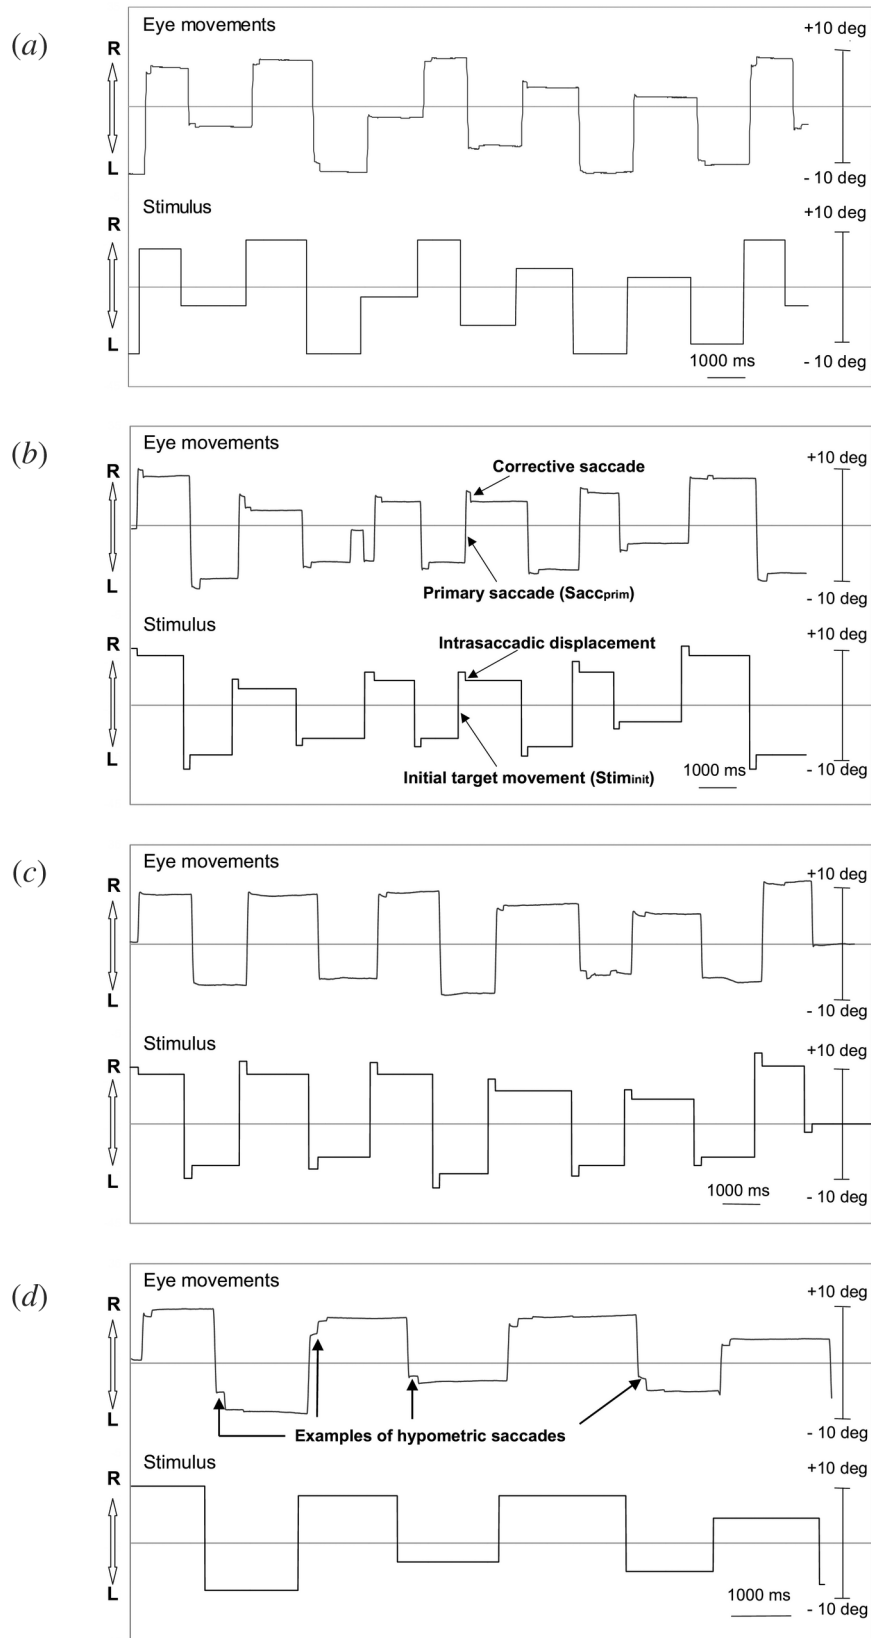 (a)
Eye movements
+10 deg
R
L
- 10 deg
Stimulus
+10 deg
R
L
1000 ms
- 10 deg
(b)
Eye movements
+10 deg
R
Corrective saccade
L
Primary saccade (Saccprim)
- 10 deg
Stimulus
+10 deg
R
Intrasaccadic displacement
L
Initial target movement (Stiminit)
1000 ms
- 10 deg
(c)
Eye movements
+10 deg
R
L
- 10 deg
Stimulus
+10 deg
R
L
1000 ms
- 10 deg
(d)
Eye movements
+10 deg
R
L
Examples of hypometric saccades
- 10 deg
Stimulus
+10 deg
R
L
1000 ms
- 10 deg